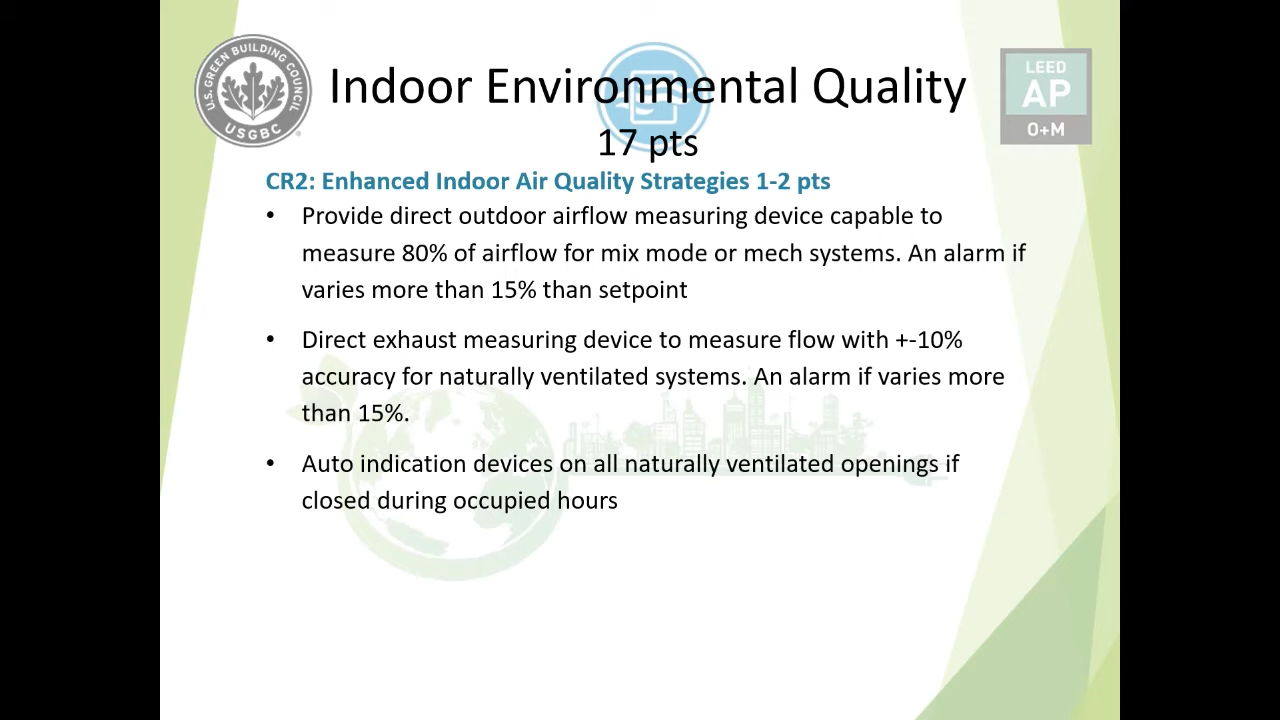 U.S. GREEN BUILDING COUNCIL
USGBC
Indoor Environmental Quality
17 pts
LEED
AP
O+M
CR2: Enhanced Indoor Air Quality Strategies 1-2 pts
• Provide direct outdoor airflow measuring device capable to
measure 80% of airflow for mix mode or mech systems. An alarm if
varies more than 15% than setpoint
• Direct exhaust measuring device to measure flow with +-10%
accuracy for naturally ventilated systems. An alarm if varies more
than 15%.
• Auto indication devices on all naturally ventilated openings if
closed during occupied hours